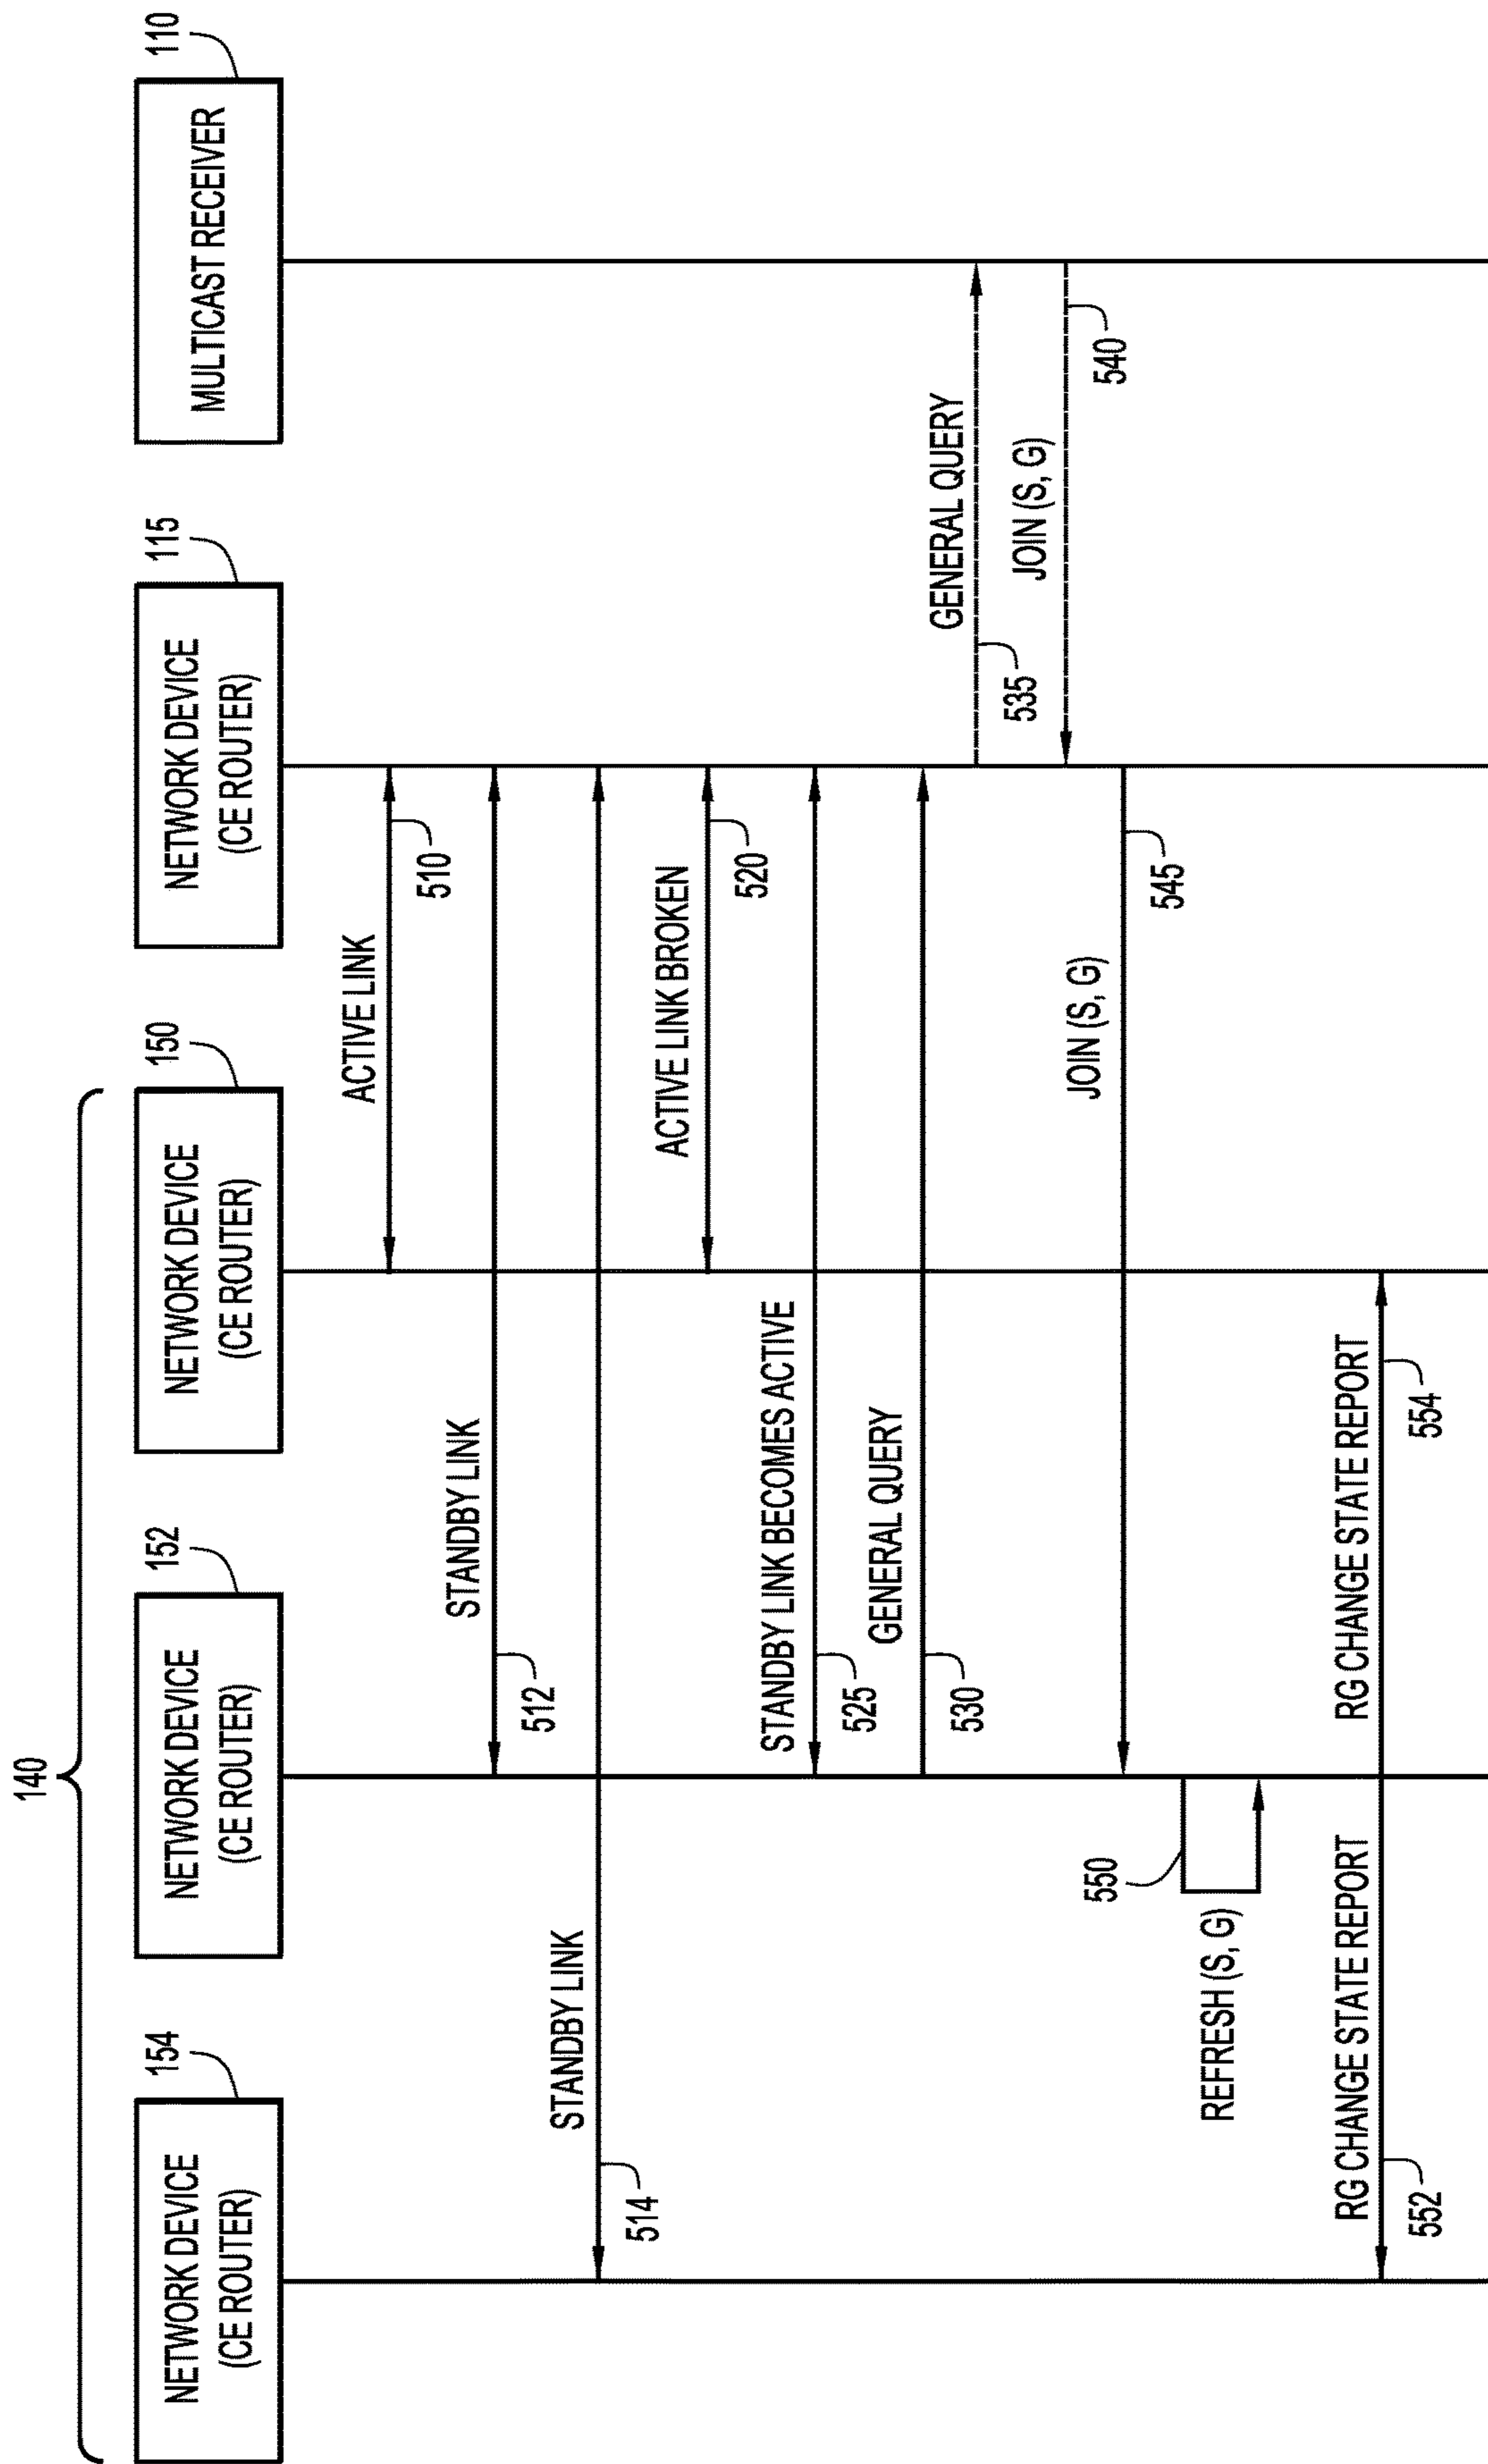 140
154
152
150
115
110
NETWORK DEVICE
(CE ROUTER)
NETWORK DEVICE
(CE ROUTER)
NETWORK DEVICE
(CE ROUTER)
NETWORK DEVICE
(CE ROUTER)
MULTICAST RECEIVER
ACTIVE LINK
510
STANDBY LINK
512
STANDBY LINK
514
ACTIVE LINK BROKEN
520
STANDBY LINK BECOMES ACTIVE
525
GENERAL QUERY
530
GENERAL QUERY
535
JOIN (S, G)
540
JOIN (S, G)
545
550
REFRESH (S, G)
RG CHANGE STATE REPORT
552
RG CHANGE STATE REPORT
554